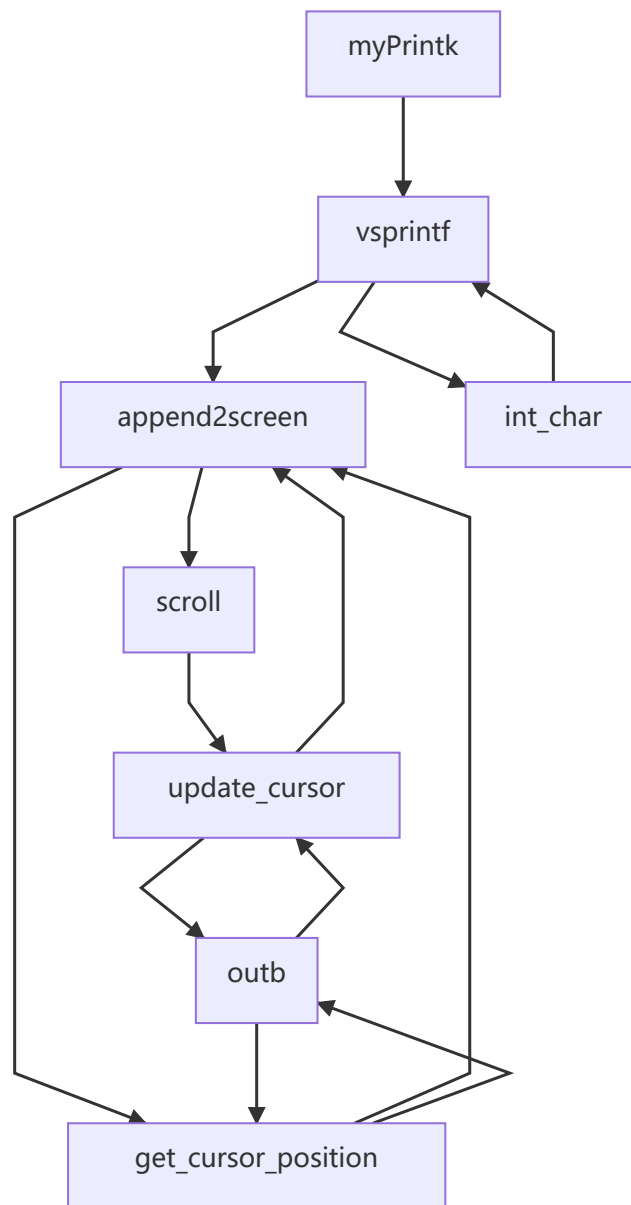 myPrintk
vsprintf
append2screen
int_char
scroll
update_cursor
outb
get_cursor_position